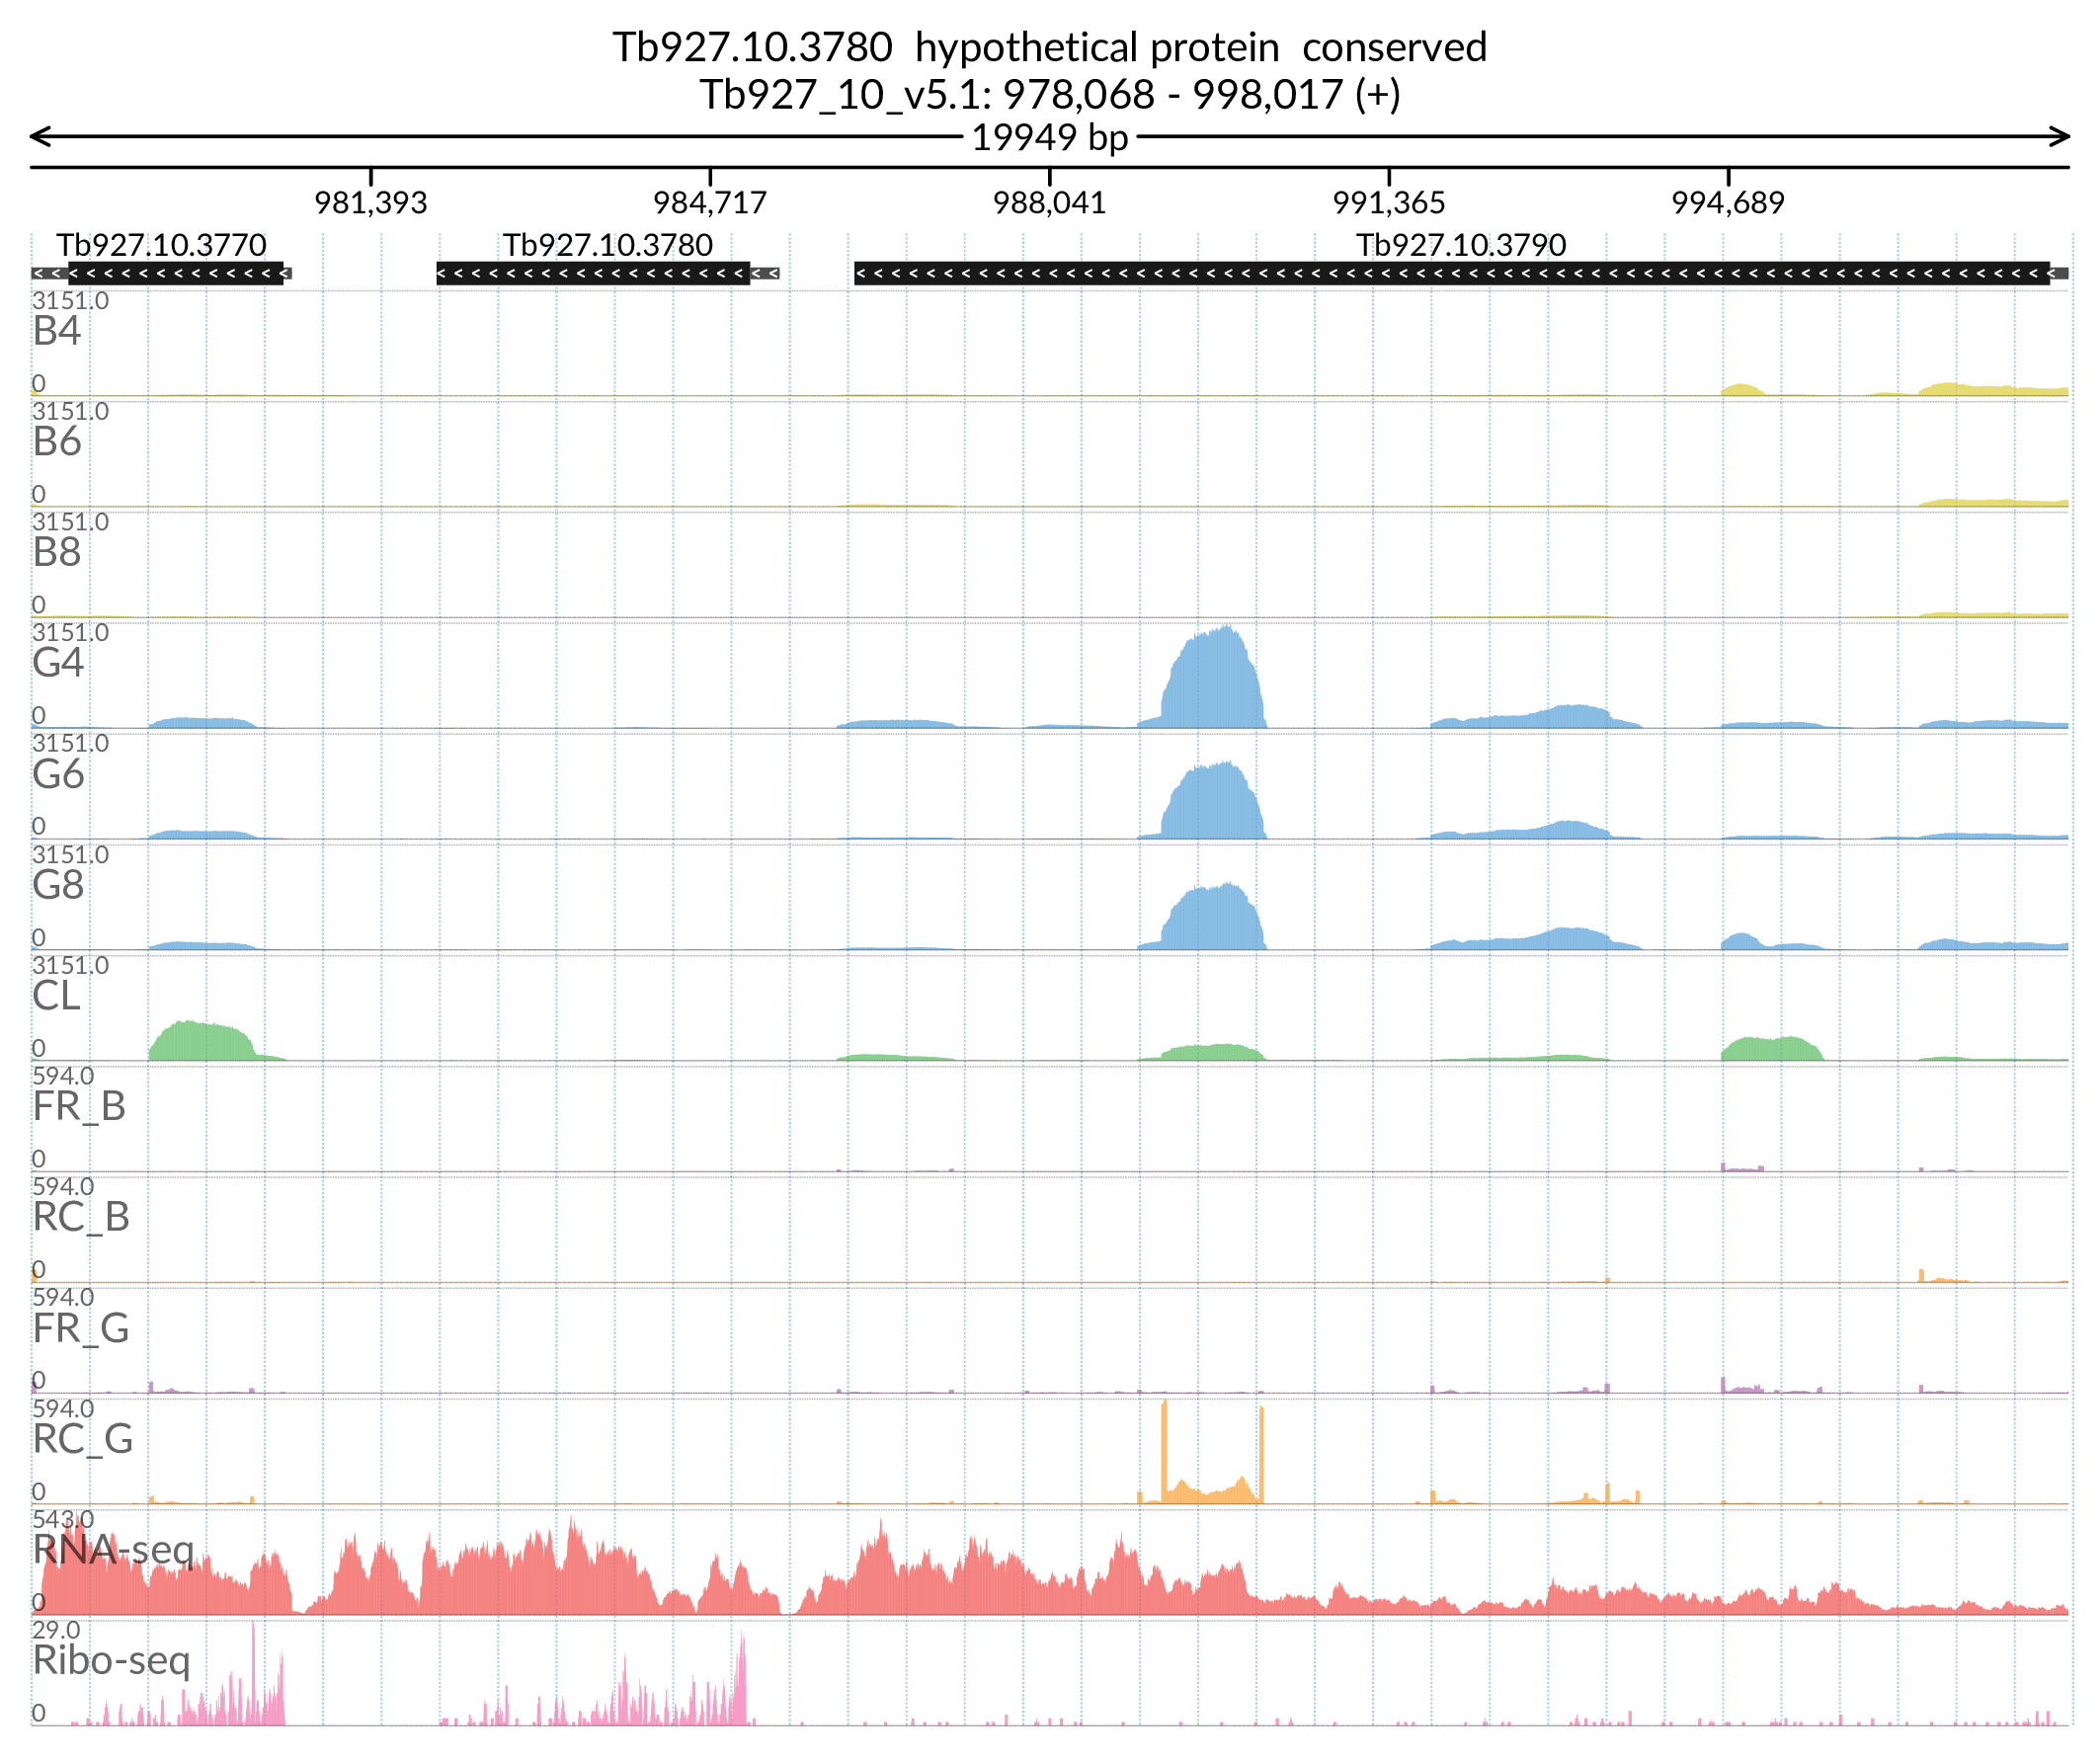 Tb927.10.3780  hypothetical protein  conserved
Tb927_10_v5.1: 978,068 - 998,017 (+)
19949 bp
981,393 984,717 988,041 991,365 994,689
Tb927.10.3770 Tb927.10.3780 Tb927.10.3790
3151.0
B4
0
3151.0
B6
0
3151.0
B8
0
3151.0
G4
0
3151.0
G6
0
3151.0
G8
0
3151.0
CL
0
594.0
FR_B
0
594.0
RC_B
0
594.0
FR_G
0
594.0
RC_G
0
543.0
RNA-seq
0
29.0
Ribo-seq
0